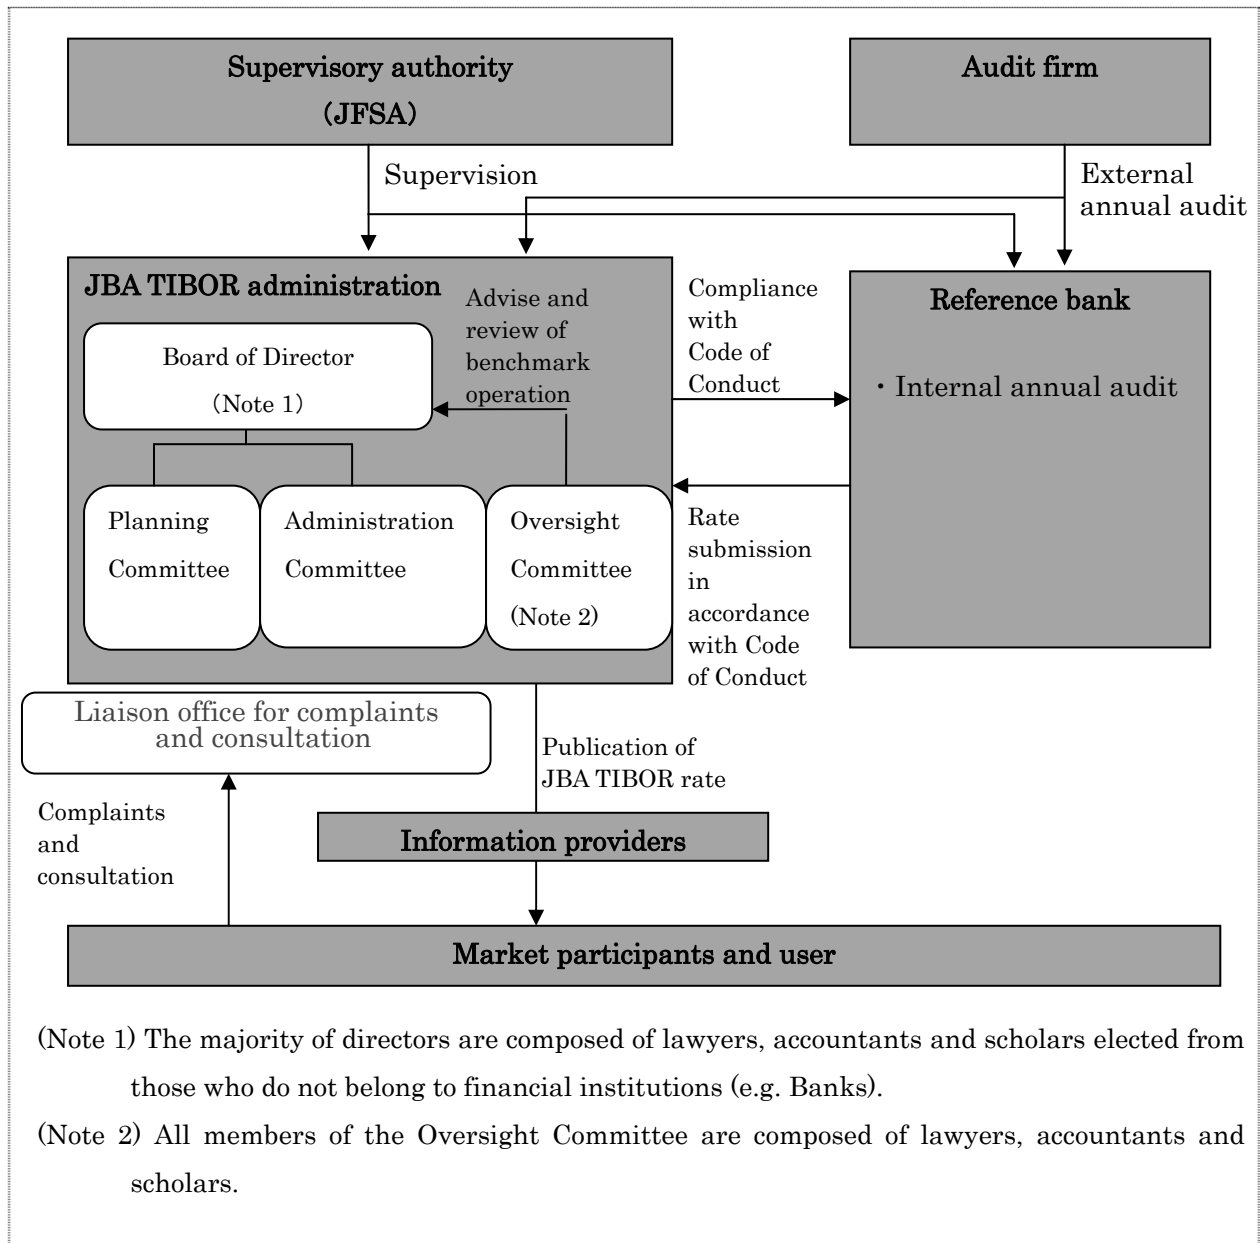 Supervisory authority
(JFSA)
Audit firm
Supervision
External
annual audit
JBA TIBOR administration
Advise and
review of
benchmark
operation
Board of Director
(Note 1)
Planning
Committee
Administration
Committee
Oversight
Committee
(Note 2)
Compliance
with
Code of
Conduct
Reference bank
・Internal annual audit
Rate
submission
in
accordance
with Code
of Conduct
Liaison office for complaints
and consultation
Publication of
JBA TIBOR rate
Complaints
and
consultation
Information providers
Market participants and user
(Note 1) The majority of directors are composed of lawyers, accountants and scholars elected from
those who do not belong to financial institutions (e.g. Banks).
(Note 2) All members of the Oversight Committee are composed of lawyers, accountants and
scholars.